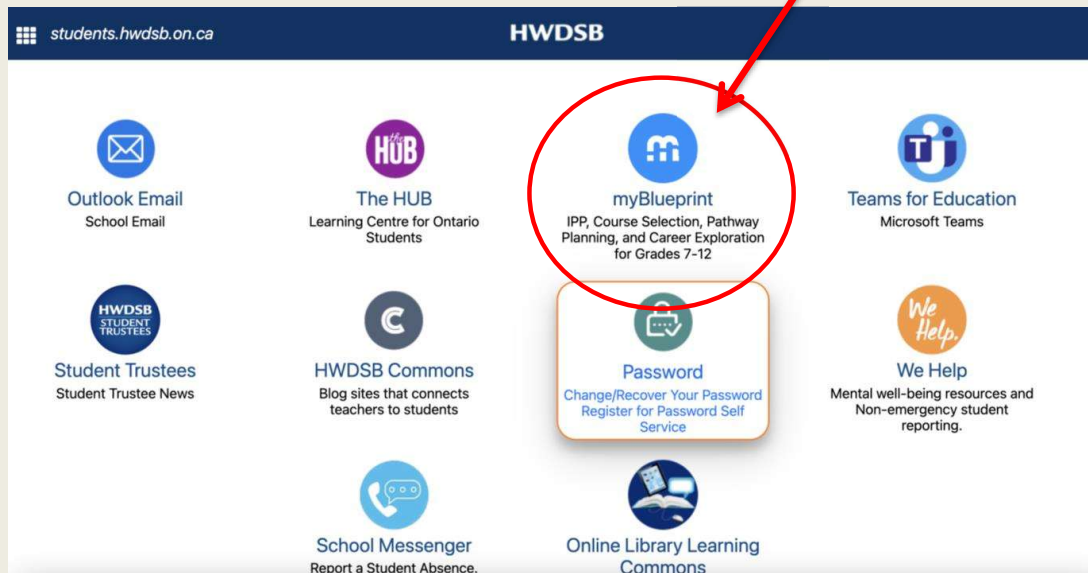 students.hwdsb.on.ca
HWDSB
Outlook Email
School Email
the
HUB
The HUB
Learning Centre for Ontario
Students
m
myBlueprint
IPP, Course Selection, Pathway
Planning, and Career Exploration
for Grades 7-12
T
Teams for Education
Microsoft Teams
HWDSB
STUDENT
TRUSTEES
Student Trustees
Student Trustee News
C
HWDSB Commons
Blog sites that connects
teachers to students
Password
Change/Recover Your Password
Register for Password Self
Service
We
Help.
We Help
Mental well-being resources and
Non-emergency student
reporting.
School Messenger
Report a Student Absence.
Online Library Learning
Commons